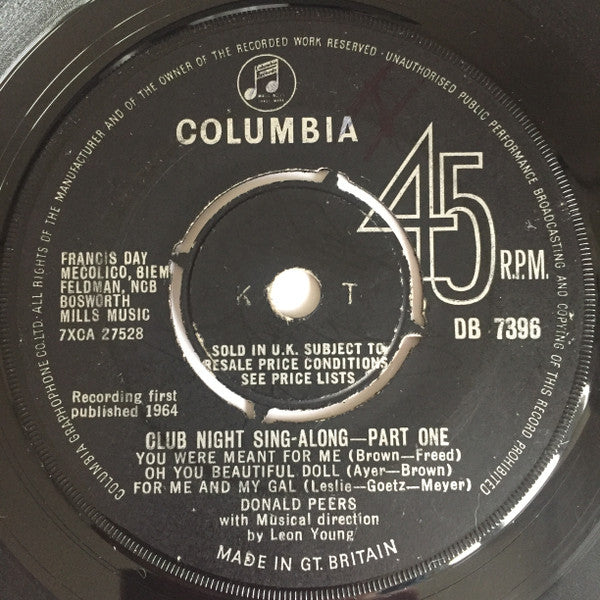 COLUMBIA GRAPHOPHONE CO. LTD. ALL RIGHTS OF THE MANUFACTURER AND OF THE OWNER OF THE RECORDED WORK RESERVED · UNAUTHORISED PUBLIC PERFORMANCE BROADCASTING AND COPYING OF THIS RECORD PROHIBITED
COLUMBIA
45
R.P.M.
FRANCIS DAY
MECOLICO, BIEM
FELDMAN, NCB
BOSWORTH
MILLS MUSIC
7XCA 27528
K T
DB 7396
SOLD IN U.K. SUBJECT TO
RESALE PRICE CONDITIONS
SEE PRICE LISTS
Recording first
published 1964
CLUB NIGHT SING-ALONG—PART ONE
YOU WERE MEANT FOR ME (Brown—Freed)
OH YOU BEAUTIFUL DOLL (Ayer—Brown)
FOR ME AND MY GAL (Leslie—Goetz—Meyer)
DONALD PEERS
with Musical direction
by Leon Young
MADE IN GT. BRITAIN